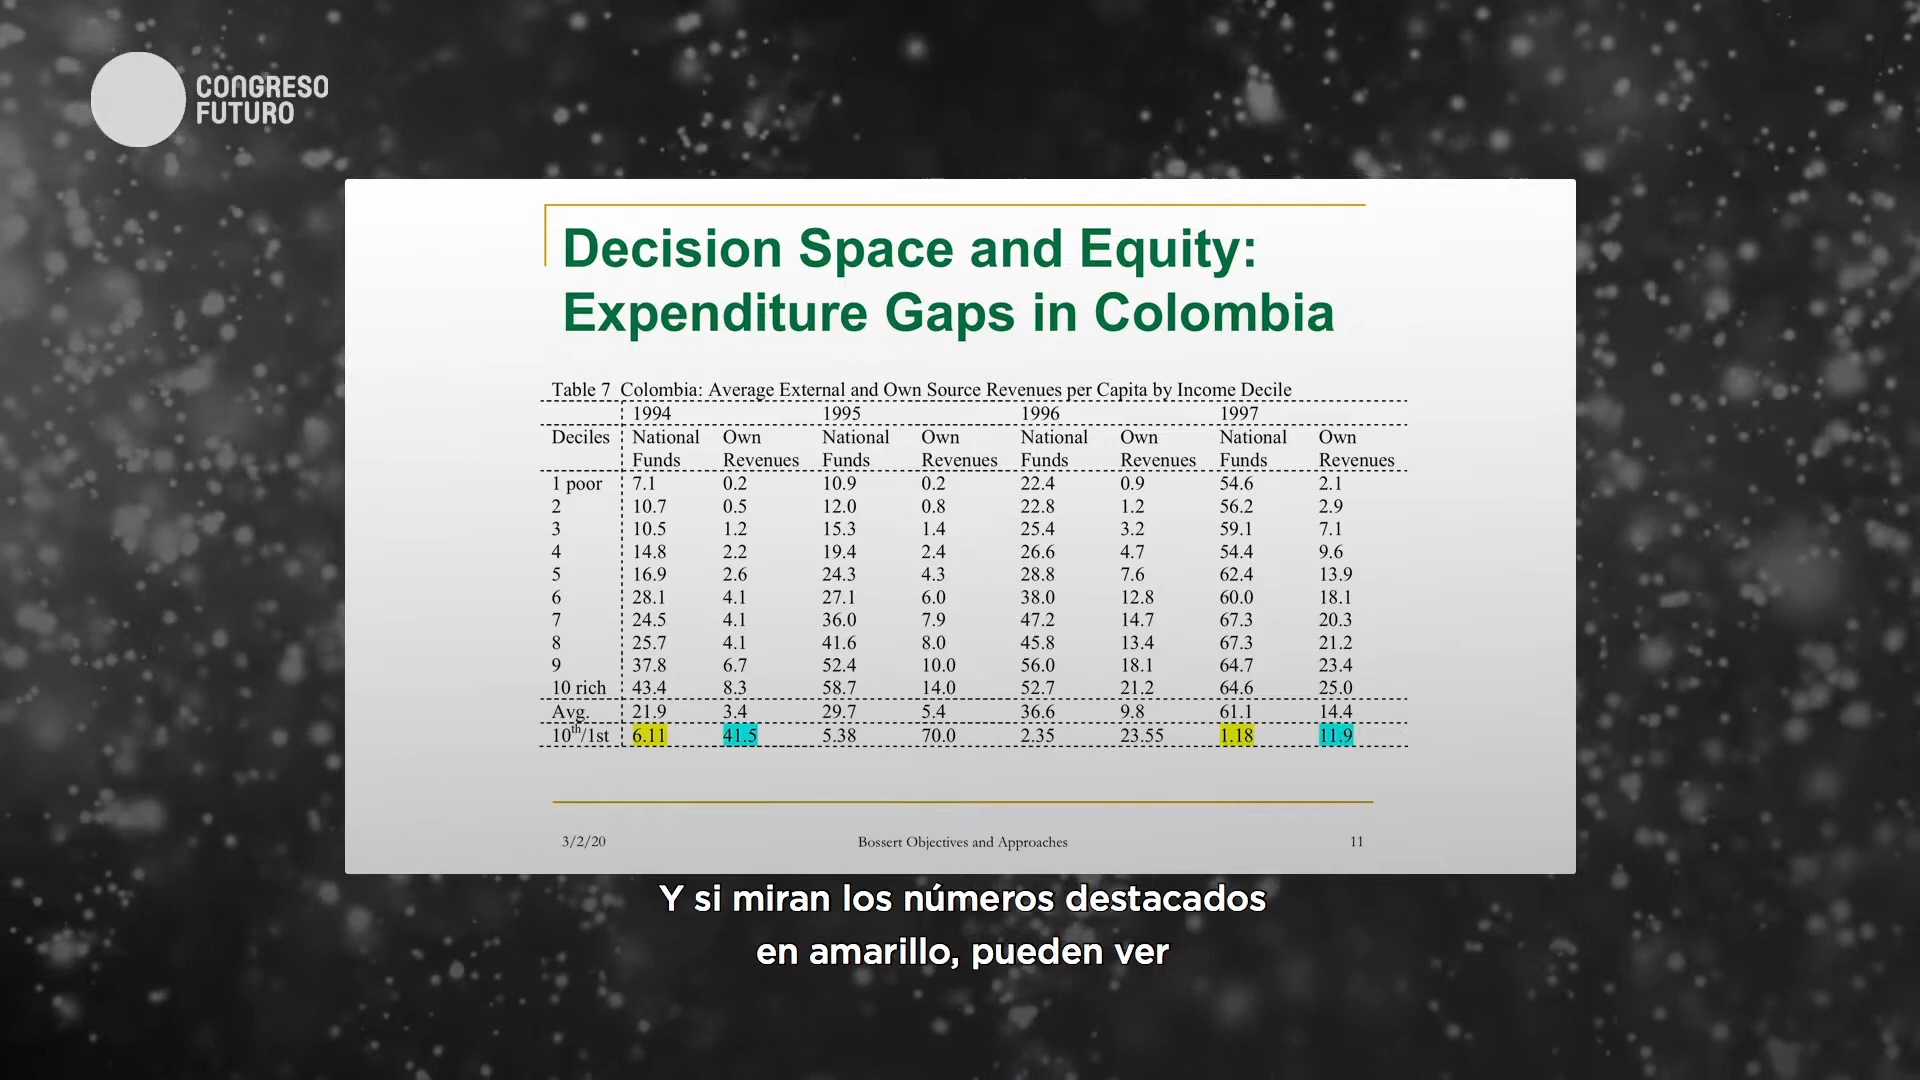 CONGRESO
FUTURO
Decision Space and Equity:
Expenditure Gaps in Colombia
Table 7 Colombia: Average External and Own Source Revenues per Capita by Income Decile
1994 1995 1996 1997
Deciles National Own National Own National Own National Own
Funds Revenues Funds Revenues Funds Revenues Funds Revenues
1 poor 7.1 0.2 10.9 0.2 22.4 0.9 54.6 2.1
2 10.7 0.5 12.0 0.8 22.8 1.2 56.2 2.9
3 10.5 1.2 15.3 1.4 25.4 3.2 59.1 7.1
4 14.8 2.2 19.4 2.4 26.6 4.7 54.4 9.6
5 16.9 2.6 24.3 4.3 28.8 7.6 62.4 13.9
6 28.1 4.1 27.1 6.0 38.0 12.8 60.0 18.1
7 24.5 4.1 36.0 7.9 47.2 14.7 67.3 20.3
8 25.7 4.1 41.6 8.0 45.8 13.4 67.3 21.2
9 37.8 6.7 52.4 10.0 56.0 18.1 64.7 23.4
10 rich 43.4 8.3 58.7 14.0 52.7 21.2 64.6 25.0
Avg. 21.9 3.4 29.7 5.4 36.6 9.8 61.1 14.4
10th/1st 6.11 41.5 5.38 70.0 2.35 23.55 1.18 11.9
3/2/20 Bossert Objectives and Approaches 11
Y si miran los números destacados
en amarillo, pueden ver